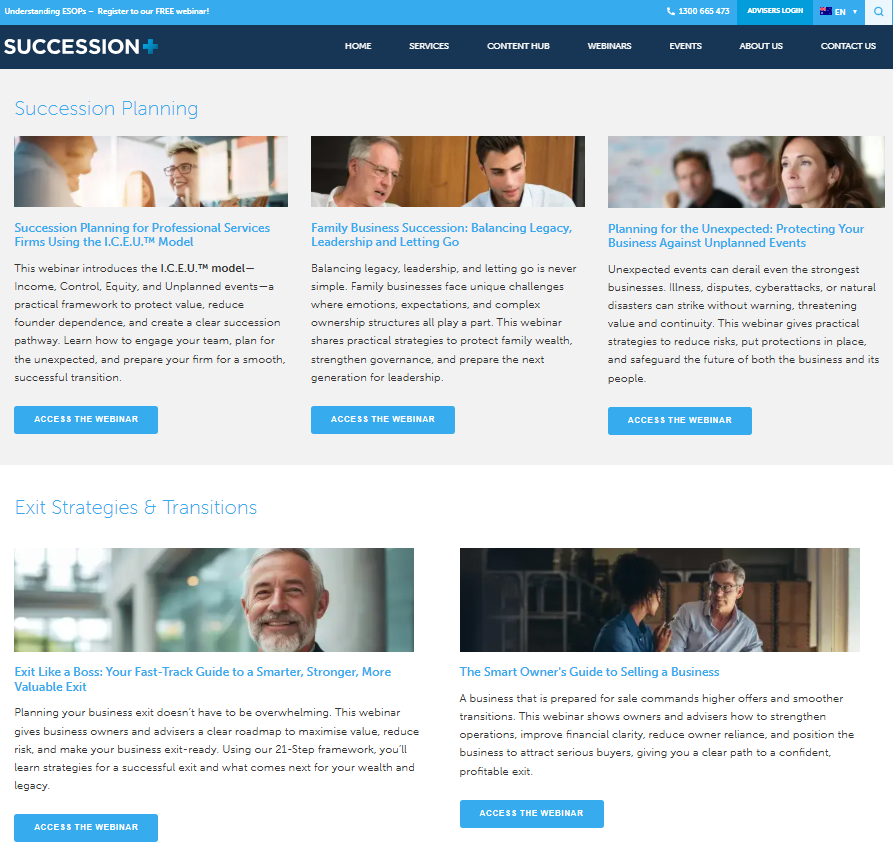 Understanding ESOPs – Register to our FREE webinar!
1300 665 473
ADVISERS LOGIN
EN
SUCCESSION
HOME
SERVICES
CONTENT HUB
WEBINARS
EVENTS
ABOUT US
CONTACT US
Succession Planning
Succession Planning for Professional Services
Firms Using the I.C.E.U.™ Model
This webinar introduces the I.C.E.U.™ model—
Income, Control, Equity, and Unplanned events—a
practical framework to protect value, reduce
founder dependence, and create a clear succession
pathway. Learn how to engage your team, plan for
the unexpected, and prepare your firm for a smooth,
successful transition.
ACCESS THE WEBINAR
Family Business Succession: Balancing Legacy,
Leadership and Letting Go
Balancing legacy, leadership, and letting go is never
simple. Family businesses face unique challenges
where emotions, expectations, and complex
ownership structures all play a part. This webinar
shares practical strategies to protect family wealth,
strengthen governance, and prepare the next
generation for leadership.
ACCESS THE WEBINAR
Planning for the Unexpected: Protecting Your
Business Against Unplanned Events
Unexpected events can derail even the strongest
businesses. Illness, disputes, cyberattacks, or natural
disasters can strike without warning, threatening
value and continuity. This webinar gives practical
strategies to reduce risks, put protections in place,
and safeguard the future of both the business and its
people.
ACCESS THE WEBINAR
Exit Strategies & Transitions
Exit Like a Boss: Your Fast-Track Guide to a Smarter, Stronger, More
Valuable Exit
Planning your business exit doesn't have to be overwhelming. This webinar
gives business owners and advisers a clear roadmap to maximise value, reduce
risk, and make your business exit-ready. Using our 21-Step framework, you'll
learn strategies for a successful exit and what comes next for your wealth and
legacy.
ACCESS THE WEBINAR
The Smart Owner's Guide to Selling a Business
A business that is prepared for sale commands higher offers and smoother
transitions. This webinar shows owners and advisers how to strengthen
operations, improve financial clarity, reduce owner reliance, and position the
business to attract serious buyers, giving you a clear path to a confident,
profitable exit.
ACCESS THE WEBINAR